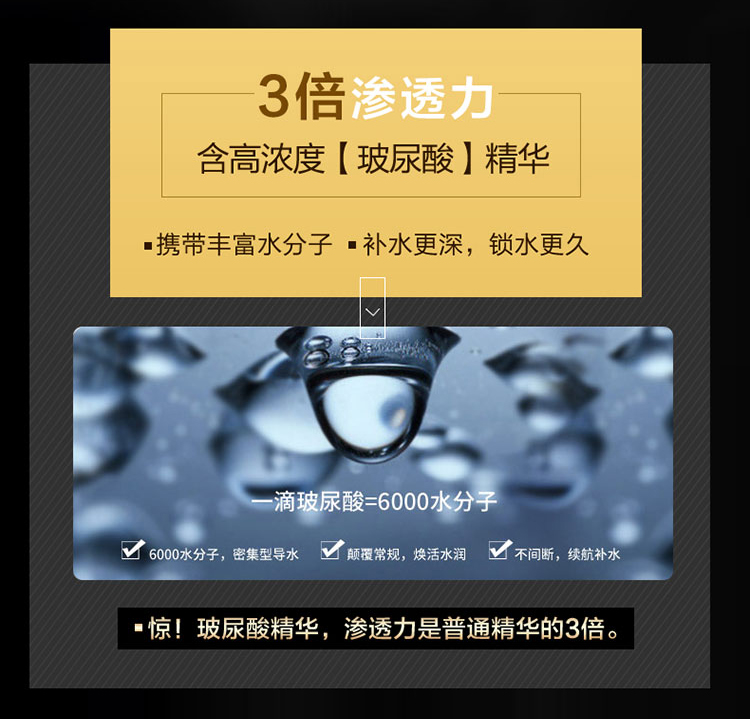 3倍渗透力
含高浓度【玻尿酸】精华
▪携带丰富水分子 ▪补水更深，锁水更久
一滴玻尿酸=6000水分子
6000水分子，密集型导水 颠覆常规，焕活水润 不间断，续航补水
▪惊！玻尿酸精华，渗透力是普通精华的3倍。